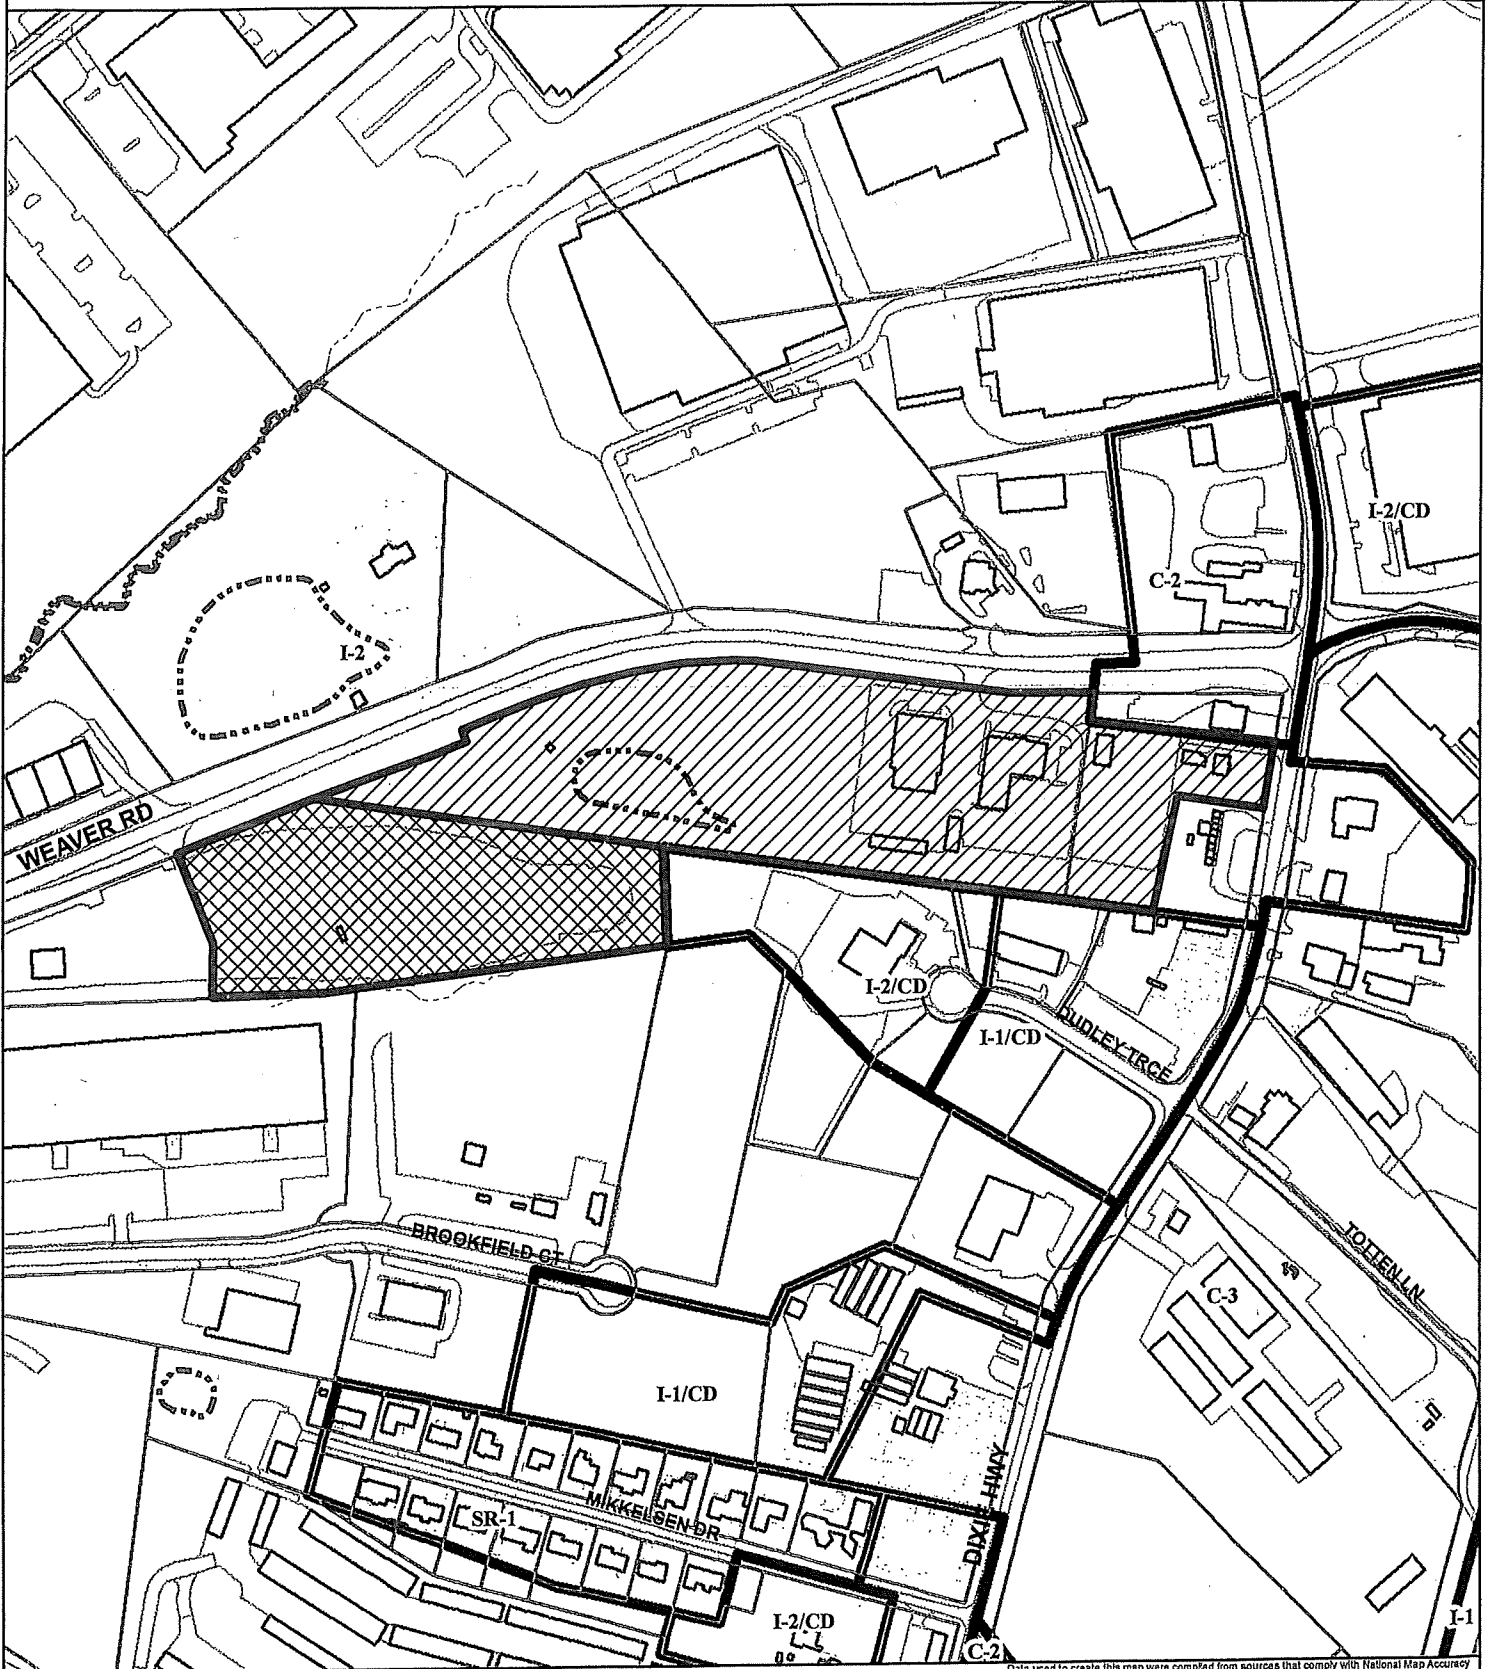 I-2/CD
C-2
I-2
WEAVER RD
I-2/CD
I-1/CD
DUDLEY TRCE
BROOKFIELD CT
TOTTEN LN
C-3
I-1/CD
DIXIE HWY
MIKKELSEN DR
SR-1
I-2/CD
I-1
C-2
Data used to create this map were compiled from sources that comply with National Map Accuracy